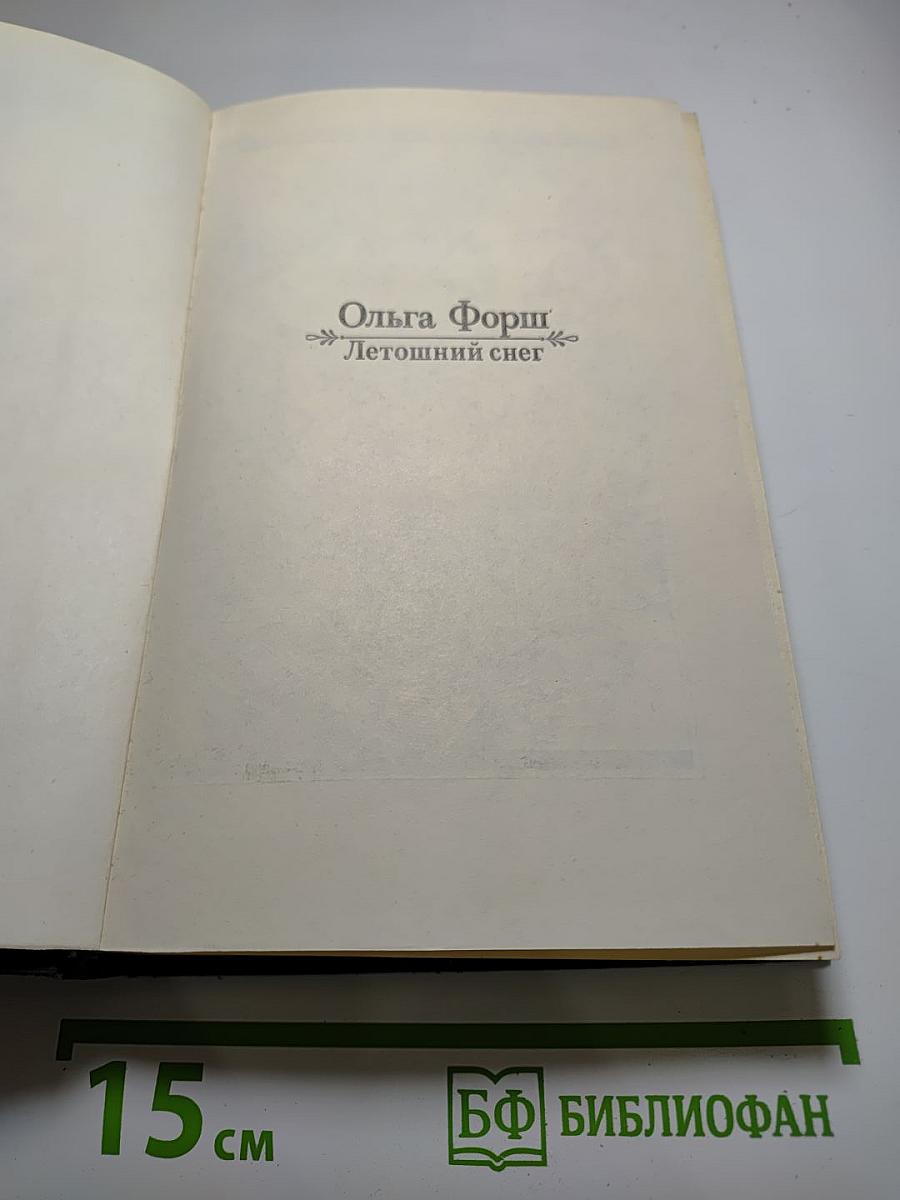 Ольга Форш
Летошний снег
15 см
БФ БИБЛИОФАН